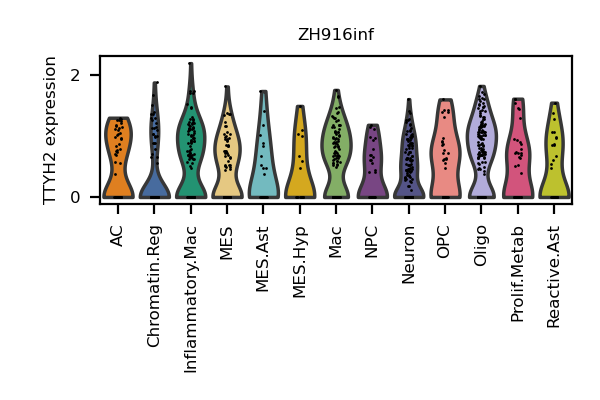 ZH916inf
TTYH2 expression
2
0
AC
Chromatin.Reg
Inflammatory.Mac
MES
MES.Ast
MES.Hyp
Mac
NPC
Neuron
OPC
Oligo
Prolif.Metab
Reactive.Ast